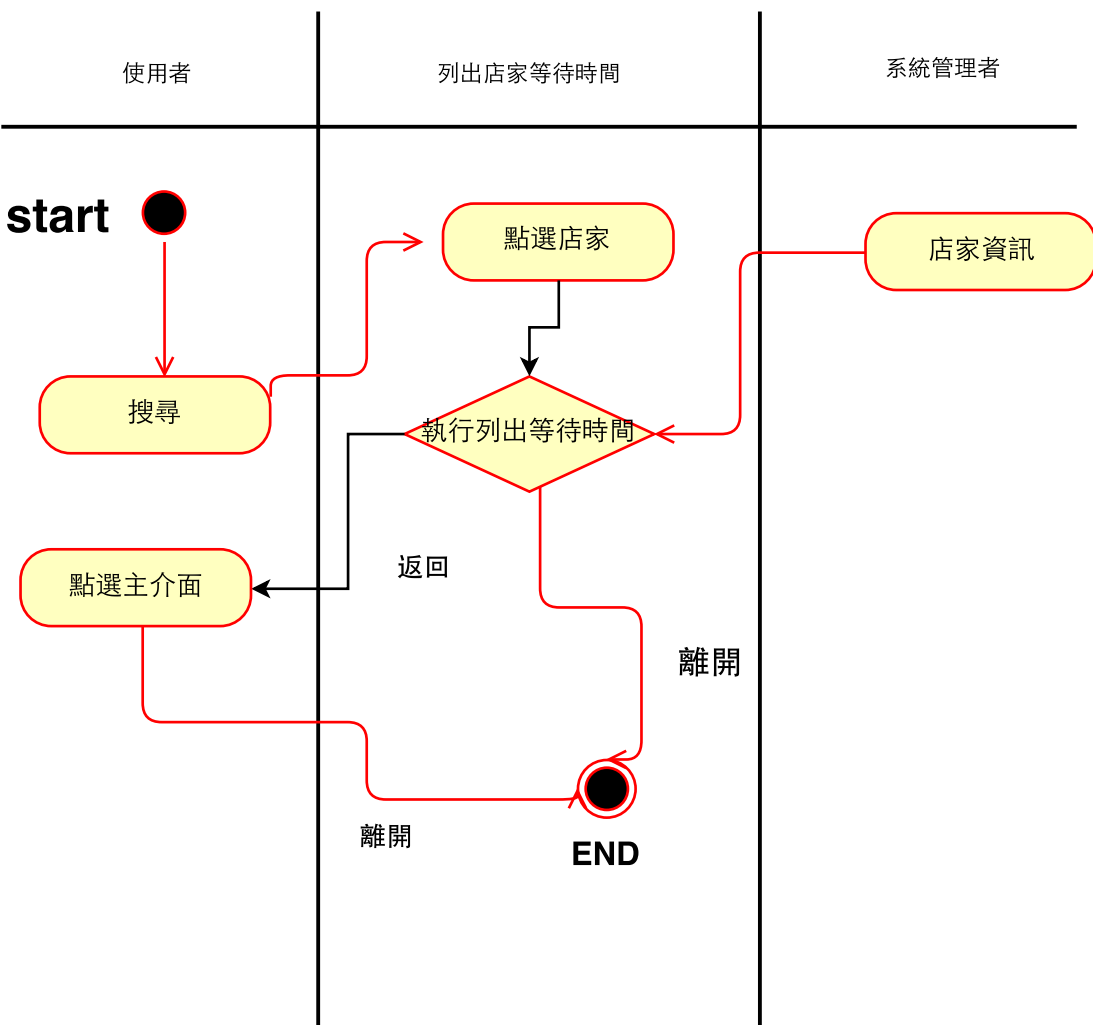 使用者
列出店家等待時間
系統管理者
start
點選店家
店家資訊
搜尋
執行列出等待時間
返回
點選主介面
離開
離開
END